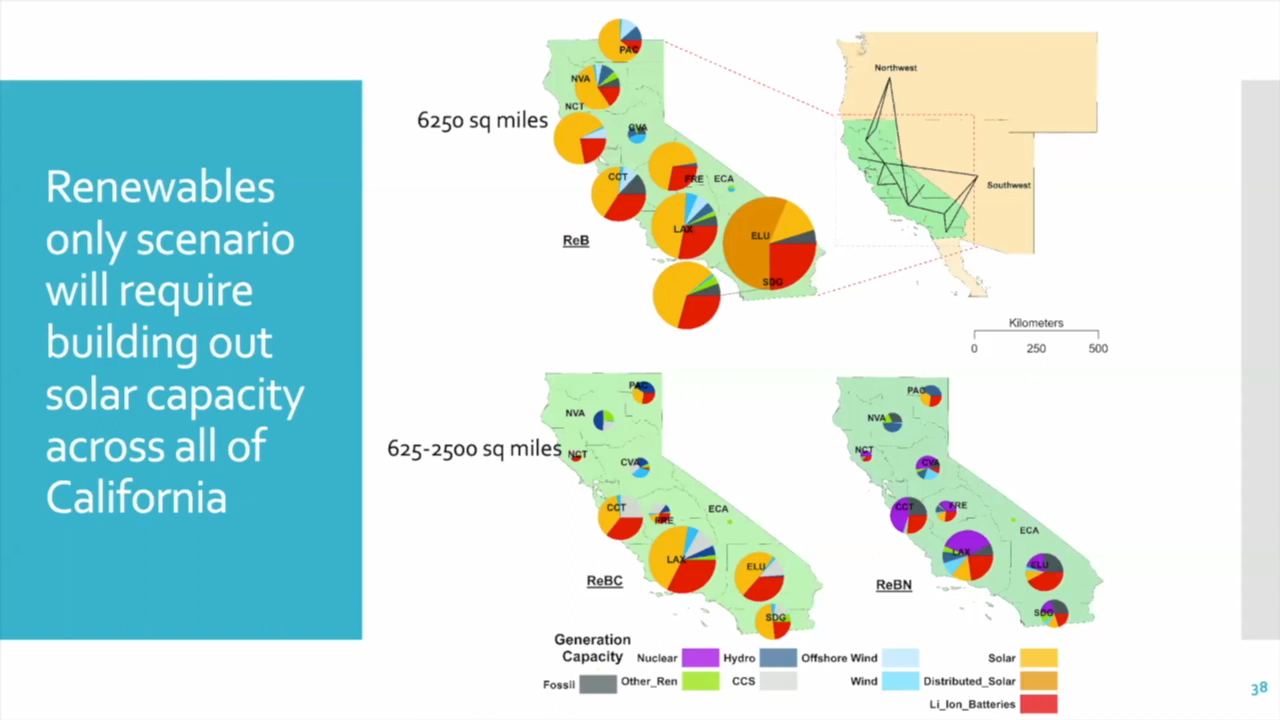 Renewables
only scenario
will require
building out
solar capacity
across all of
California
6250 sq miles
PAC
NVA
NCT
CVA
CCT
FRE
ECA
LAX
ELU
SDG
ReB
Northwest
Southwest
Kilometers
0 250 500
625-2500 sq miles
PAC
NVA
NCT
CVA
CCT
FRE
ECA
LAX
ELU
SDG
ReBC
PAC
NVA
NCT
CVA
CCT
FRE
ECA
LAX
ELU
SDG
ReBN
Generation
Capacity
Nuclear Hydro Offshore Wind Solar
Fossil Other_Ren CCS Wind Distributed_Solar
Li_Ion_Batteries
38